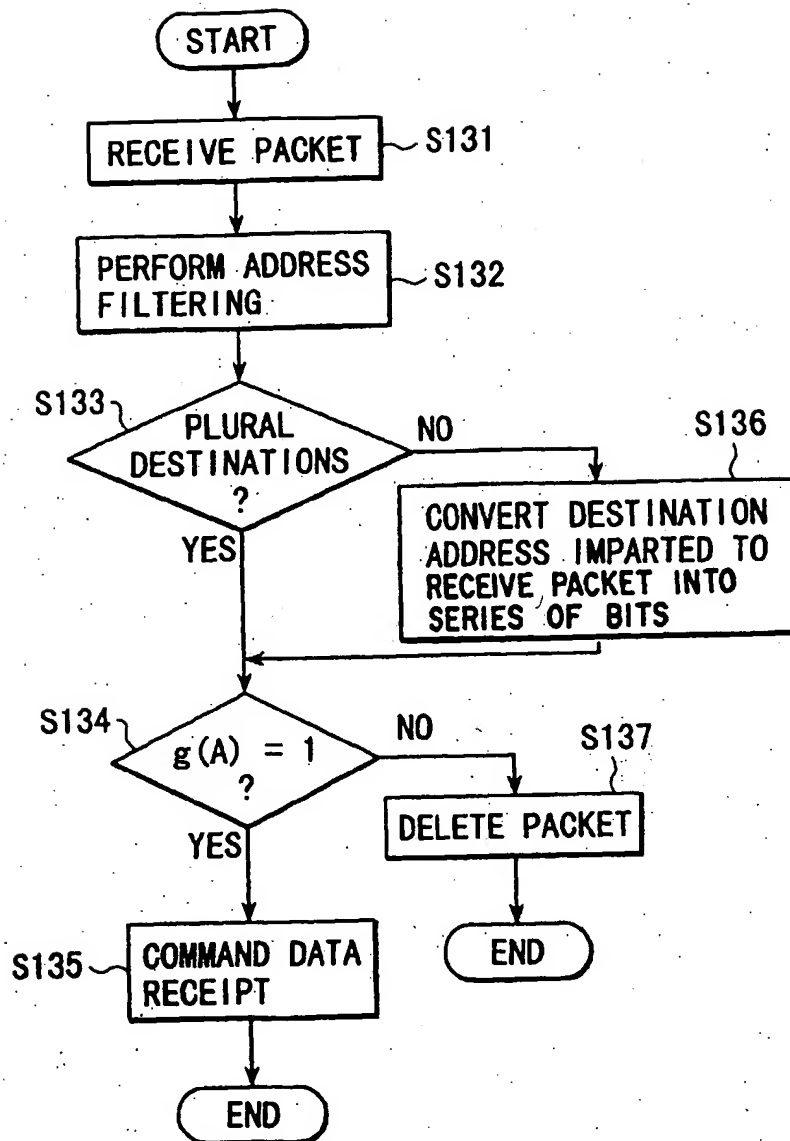 START
RECEIVE PACKET
S131
PERFORM ADDRESS
FILTERING
S132
S133
PLURAL
DESTINATIONS
?
NO
YES
S136
CONVERT DESTINATION
ADDRESS IMPARTED TO
RECEIVE PACKET INTO
SERIES OF BITS
S134
g(A) = 1
?
NO
YES
S137
DELETE PACKET
END
S135
COMMAND DATA
RECEIPT
END